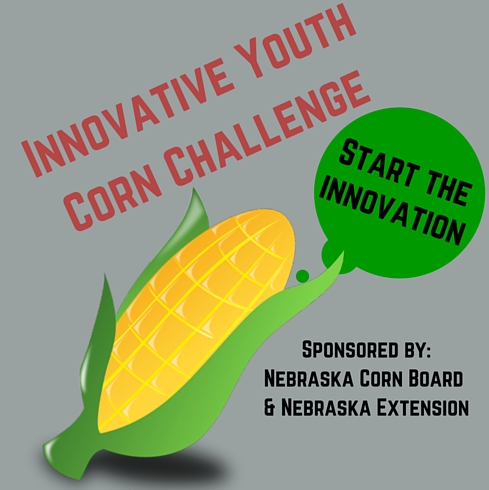 Innovative Youth
Corn Challenge
Start the
innovation
Sponsored by:
Nebraska Corn Board
& Nebraska Extension